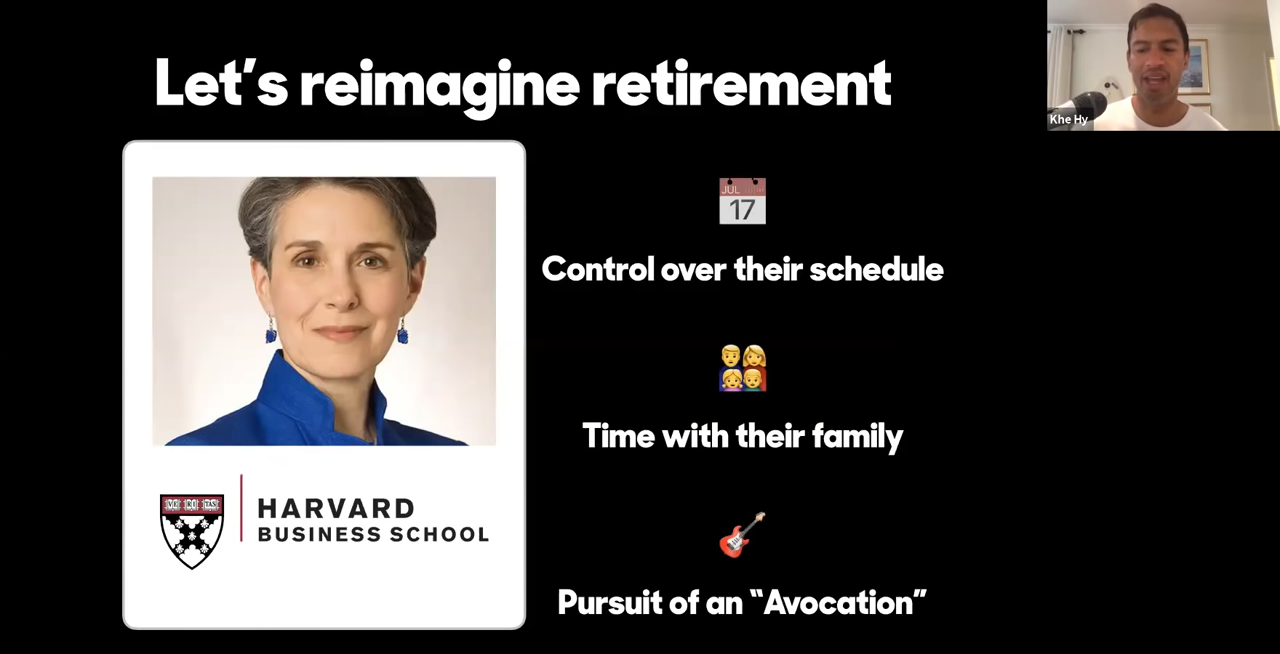 Let’s reimagine retirement
Khe Hy
JUL
17
Control over their schedule
Time with their family
HARVARD
BUSINESS SCHOOL
Pursuit of an “Avocation”